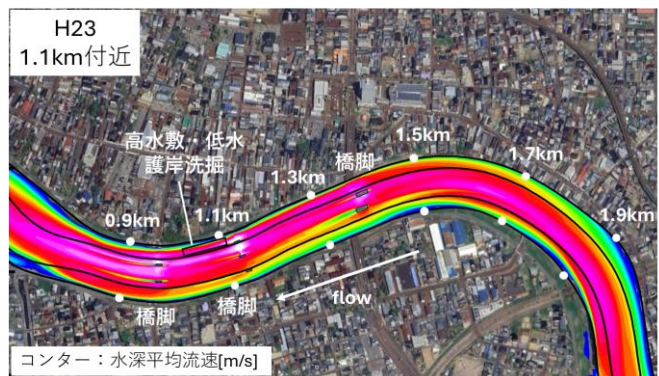 H23
1.1km付近
高水敷・低水
護岸洗掘
橋脚
1.5km
1.7km
1.3km
1.1km
0.9km
1.9km
flow
橋脚
橋脚
コンター：水深平均流速[m/s]